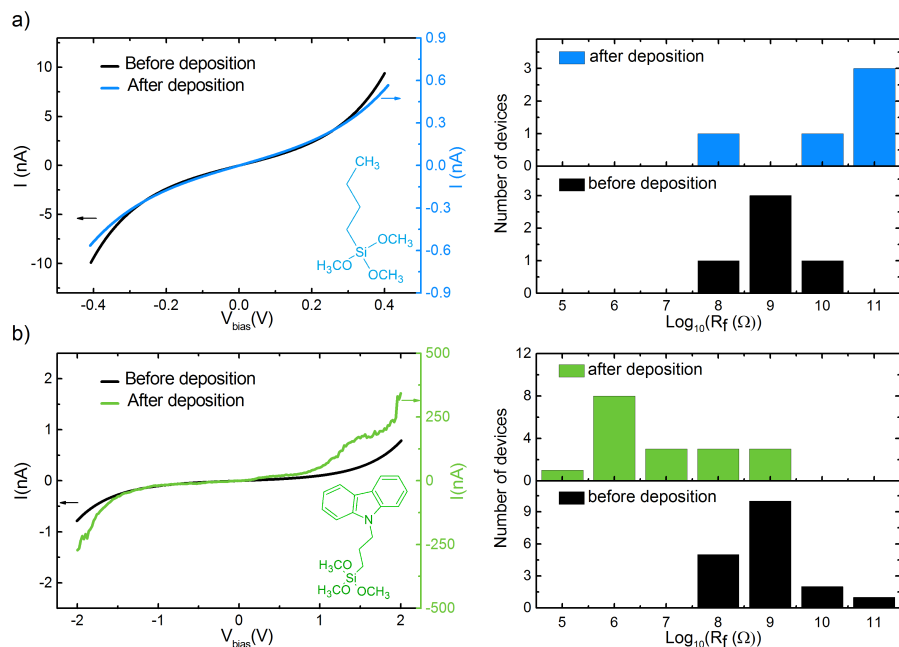 a)
Before deposition
After deposition
I (nA)
10
5
0
-5
-10
0.9
0.6
0.3
0.0
-0.3
-0.6
-0.9
I (nA)
CH₃
Si
OCH₃
H₃CO
OCH₃
-0.4
-0.2
0.0
0.2
0.4
V_bias(V)
after deposition
3
2
1
0
before deposition
3
2
1
0
Number of devices
5
6
7
8
9
10
11
Log₁₀(R_f (Ω))
b)
Before deposition
After deposition
I(nA)
2
1
0
-1
-2
500
250
0
-250
-500
I(nA)
N
H₃CO
Si
H₃CO
OCH₃
-2
-1
0
1
2
V_bias(V)
after deposition
12
8
4
0
before deposition
9
6
3
0
Number of devices
5
6
7
8
9
10
11
Log₁₀(R_f (Ω))